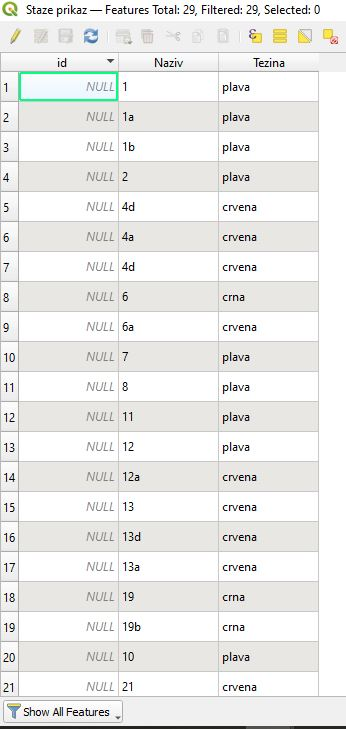 Staze prikaz — Features Total: 29, Filtered: 29, Selected: 0
id Naziv Tezina
1 NULL 1 plava
2 NULL 1a plava
3 NULL 1b plava
4 NULL 2 plava
5 NULL 4d crvena
6 NULL 4a crvena
7 NULL 4d crvena
8 NULL 6 crna
9 NULL 6a crvena
10 NULL 7 plava
11 NULL 8 plava
12 NULL 11 plava
13 NULL 12 plava
14 NULL 12a crvena
15 NULL 13 crvena
16 NULL 13d crvena
17 NULL 13a crvena
18 NULL 19 crna
19 NULL 19b crna
20 NULL 10 plava
21 NULL 21 crvena
Show All Features